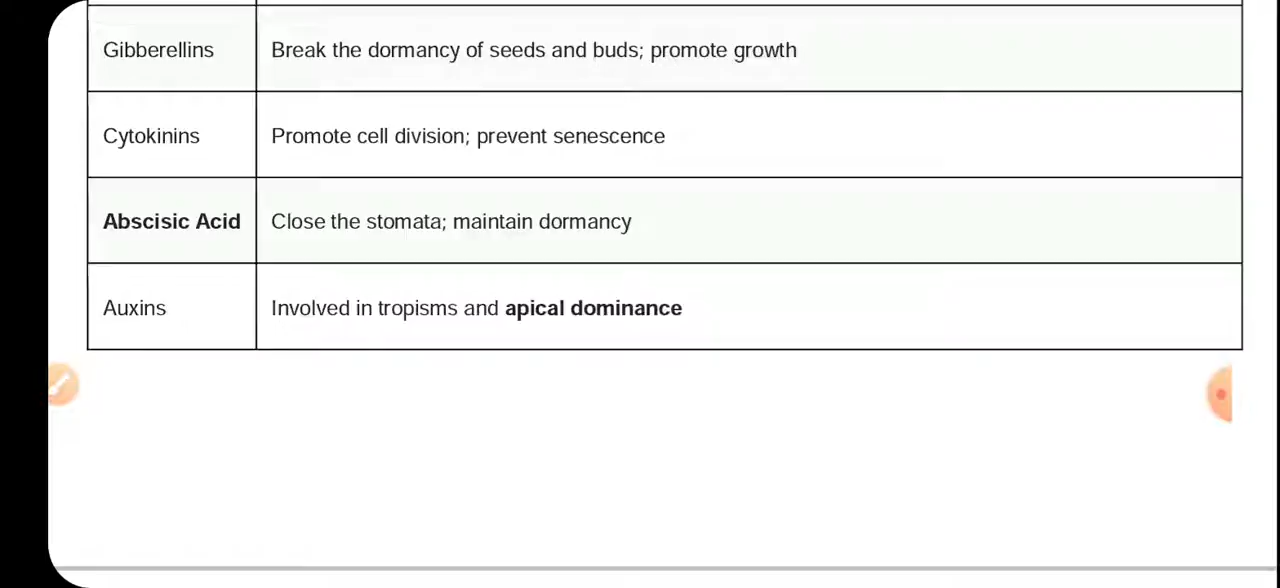 Gibberellins Break the dormancy of seeds and buds; promote growth
Cytokinins Promote cell division; prevent senescence
Abscisic Acid Close the stomata; maintain dormancy
Auxins Involved in tropisms and apical dominance